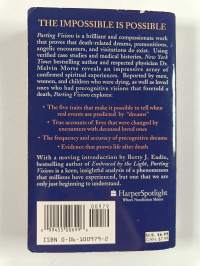 THE IMPOSSIBLE IS POSSIBLE
Parting Visions is a brilliant and compassionate work
that proves that death-related dreams, premonitions,
angelic encounters, and visitations do exist. Using
verified case studies and medical histories, New York
Times bestselling author and respected physician Dr.
Melvin Morse reveals an impressive array of
confirmed spiritual experiences. Reported by men,
women, and children who were dying, as well as loved
ones who had precognitive visions that foretold a
death, Parting Visions explores:
• The five traits that make it possible to tell when
real events are predicted by "dreams"
• True accounts of lives that were changed by
encounters with deceased loved ones
• The frequency and accuracy of precognitive dreams
• Evidence that proves life after death
With a moving introduction by Betty J. Eadie,
bestselling author of Embraced by the Light, Parting
Visions is a keen, insightful analysis of a phenomenon
that millions have experienced, but one that we are
only just beginning to understand.
00979
ISBN 0-06-100979-2
HarperSpotlight